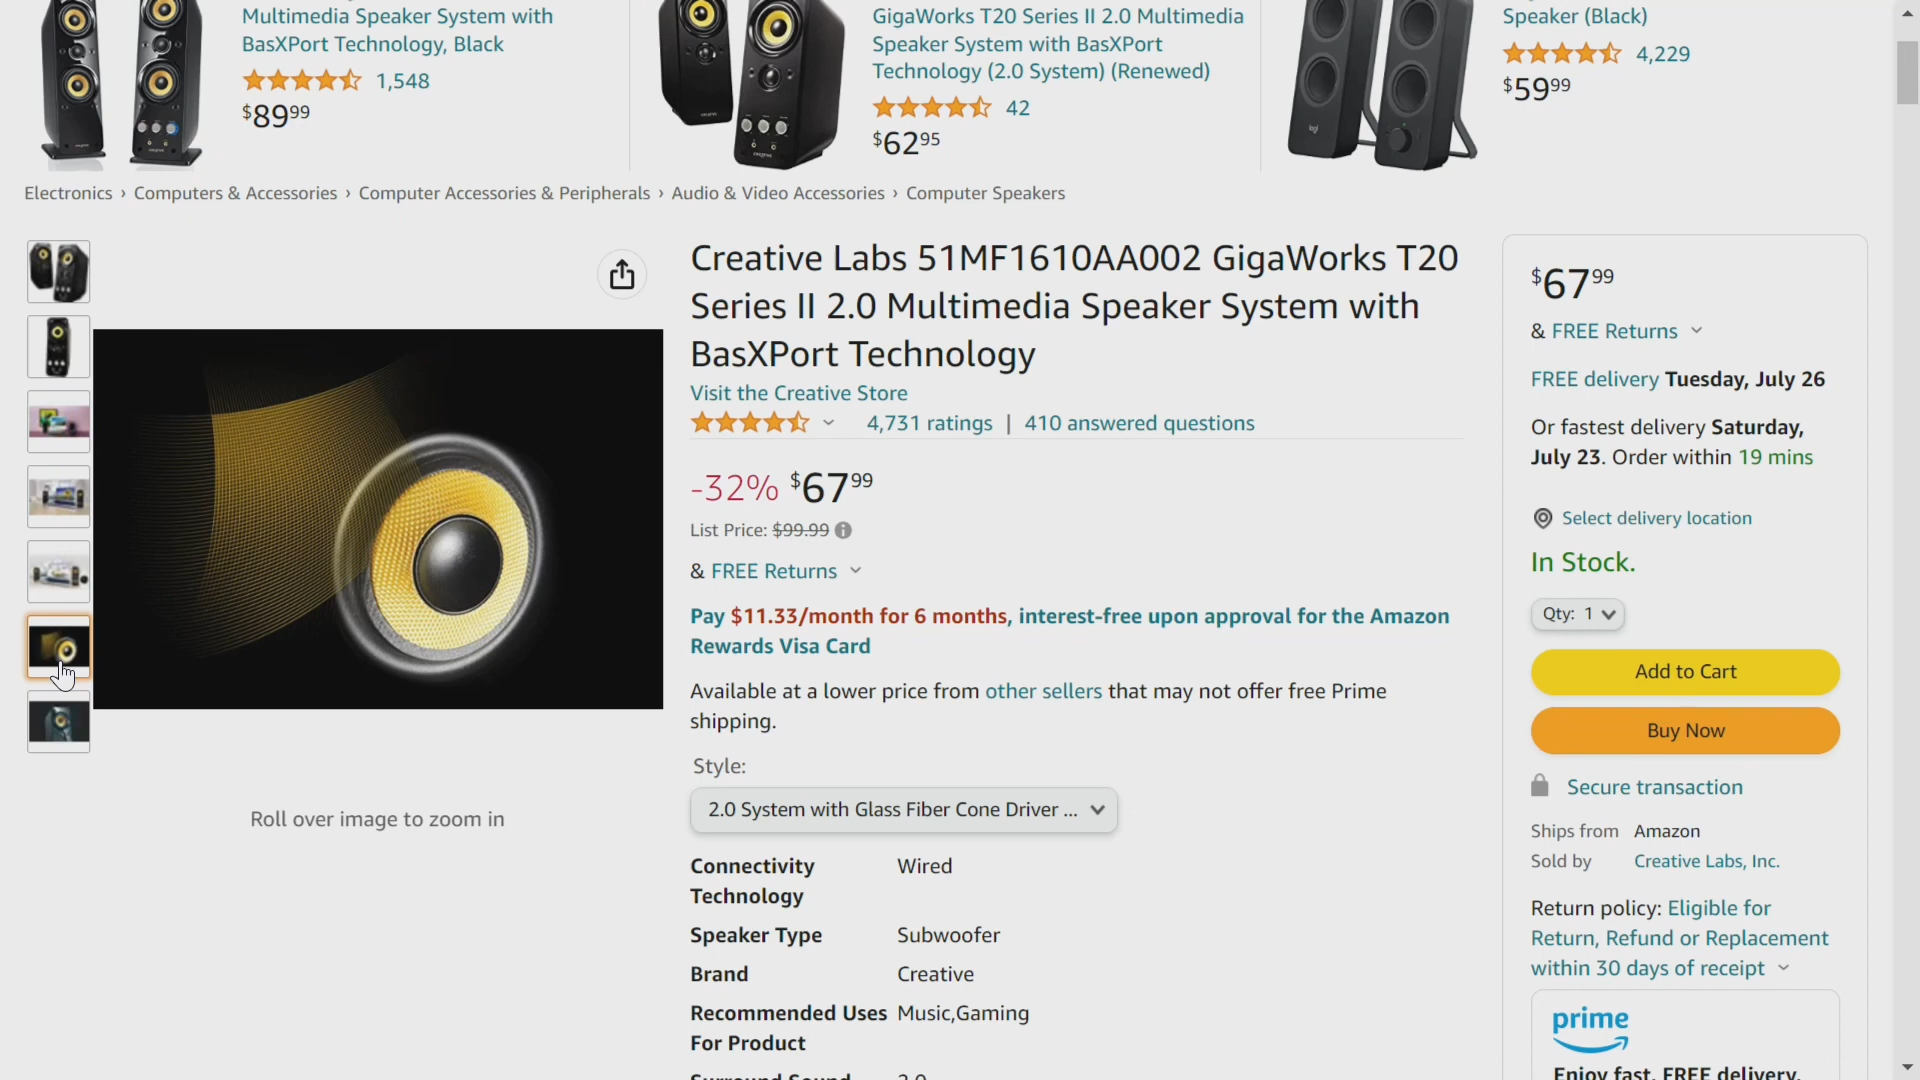 Multimedia Speaker System with
BasXPort Technology, Black
1,548
$89⁹⁹
GigaWorks T20 Series II 2.0 Multimedia
Speaker System with BasXPort
Technology (2.0 System) (Renewed)
42
$62⁹⁵
Speaker (Black)
4,229
$59⁹⁹
Electronics › Computers & Accessories › Computer Accessories & Peripherals › Audio & Video Accessories › Computer Speakers
Creative Labs 51MF1610AA002 GigaWorks T20
Series II 2.0 Multimedia Speaker System with
BasXPort Technology
Visit the Creative Store
4,731 ratings | 410 answered questions
-32% $67⁹⁹
List Price: $99.99
& FREE Returns
Pay $11.33/month for 6 months, interest-free upon approval for the Amazon
Rewards Visa Card
Available at a lower price from other sellers that may not offer free Prime
shipping.
Style:
2.0 System with Glass Fiber Cone Driver ...
Connectivity Technology Wired
Speaker Type Subwoofer
Brand Creative
Recommended Uses For Product Music,Gaming
Roll over image to zoom in
$67⁹⁹
& FREE Returns
FREE delivery Tuesday, July 26
Or fastest delivery Saturday,
July 23. Order within 19 mins
Select delivery location
In Stock.
Qty: 1
Add to Cart
Buy Now
Secure transaction
Ships from Amazon
Sold by Creative Labs, Inc.
Return policy: Eligible for
Return, Refund or Replacement
within 30 days of receipt
prime
Enjoy fast, FREE delivery,